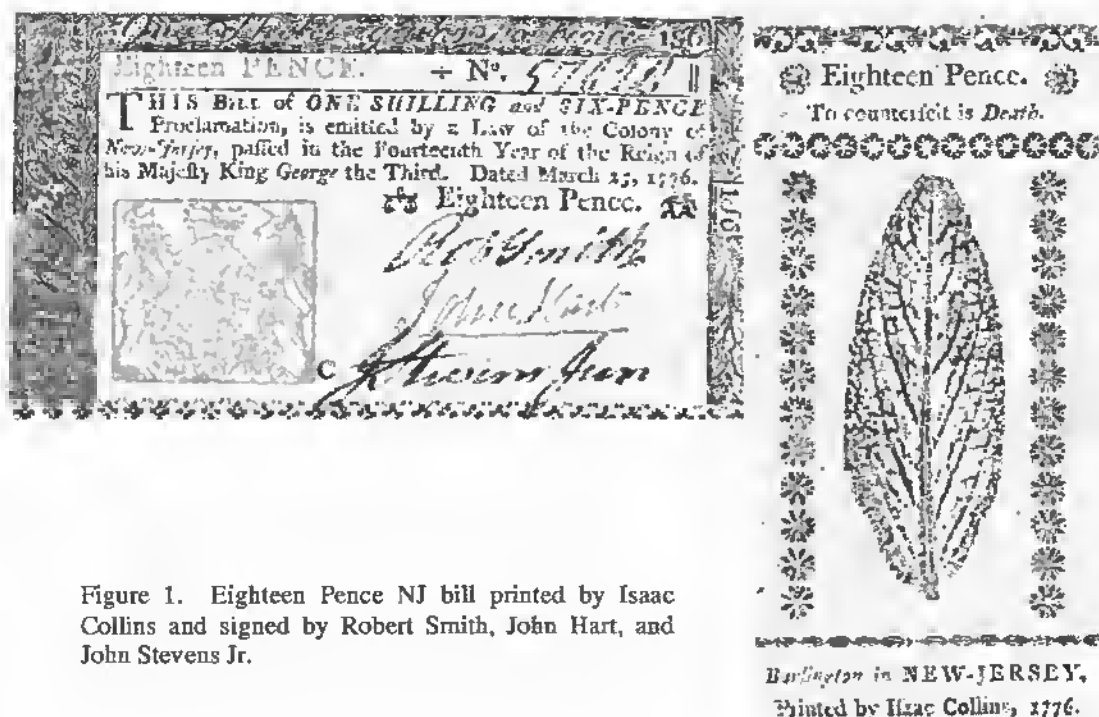 Eighteen PENCE. ÷ No.
THIS BILL of ONE SHILLING and SIX-PENCE
Proclamation, is emitted by a Law of the Colony of
New-Jersey, passed in the Fourteenth Year of the Reign of
his Majesty King George the Third. Dated March 25, 1776.
Eighteen Pence.
Robt Smith
John Hart
C
Figure 1. Eighteen Pence NJ bill printed by Isaac
Collins and signed by Robert Smith, John Hart, and
John Stevens Jr.
Eighteen Pence.
To counterfeit is Death.
Burlington in NEW-JERSEY,
Printed by Isaac Collins, 1776.